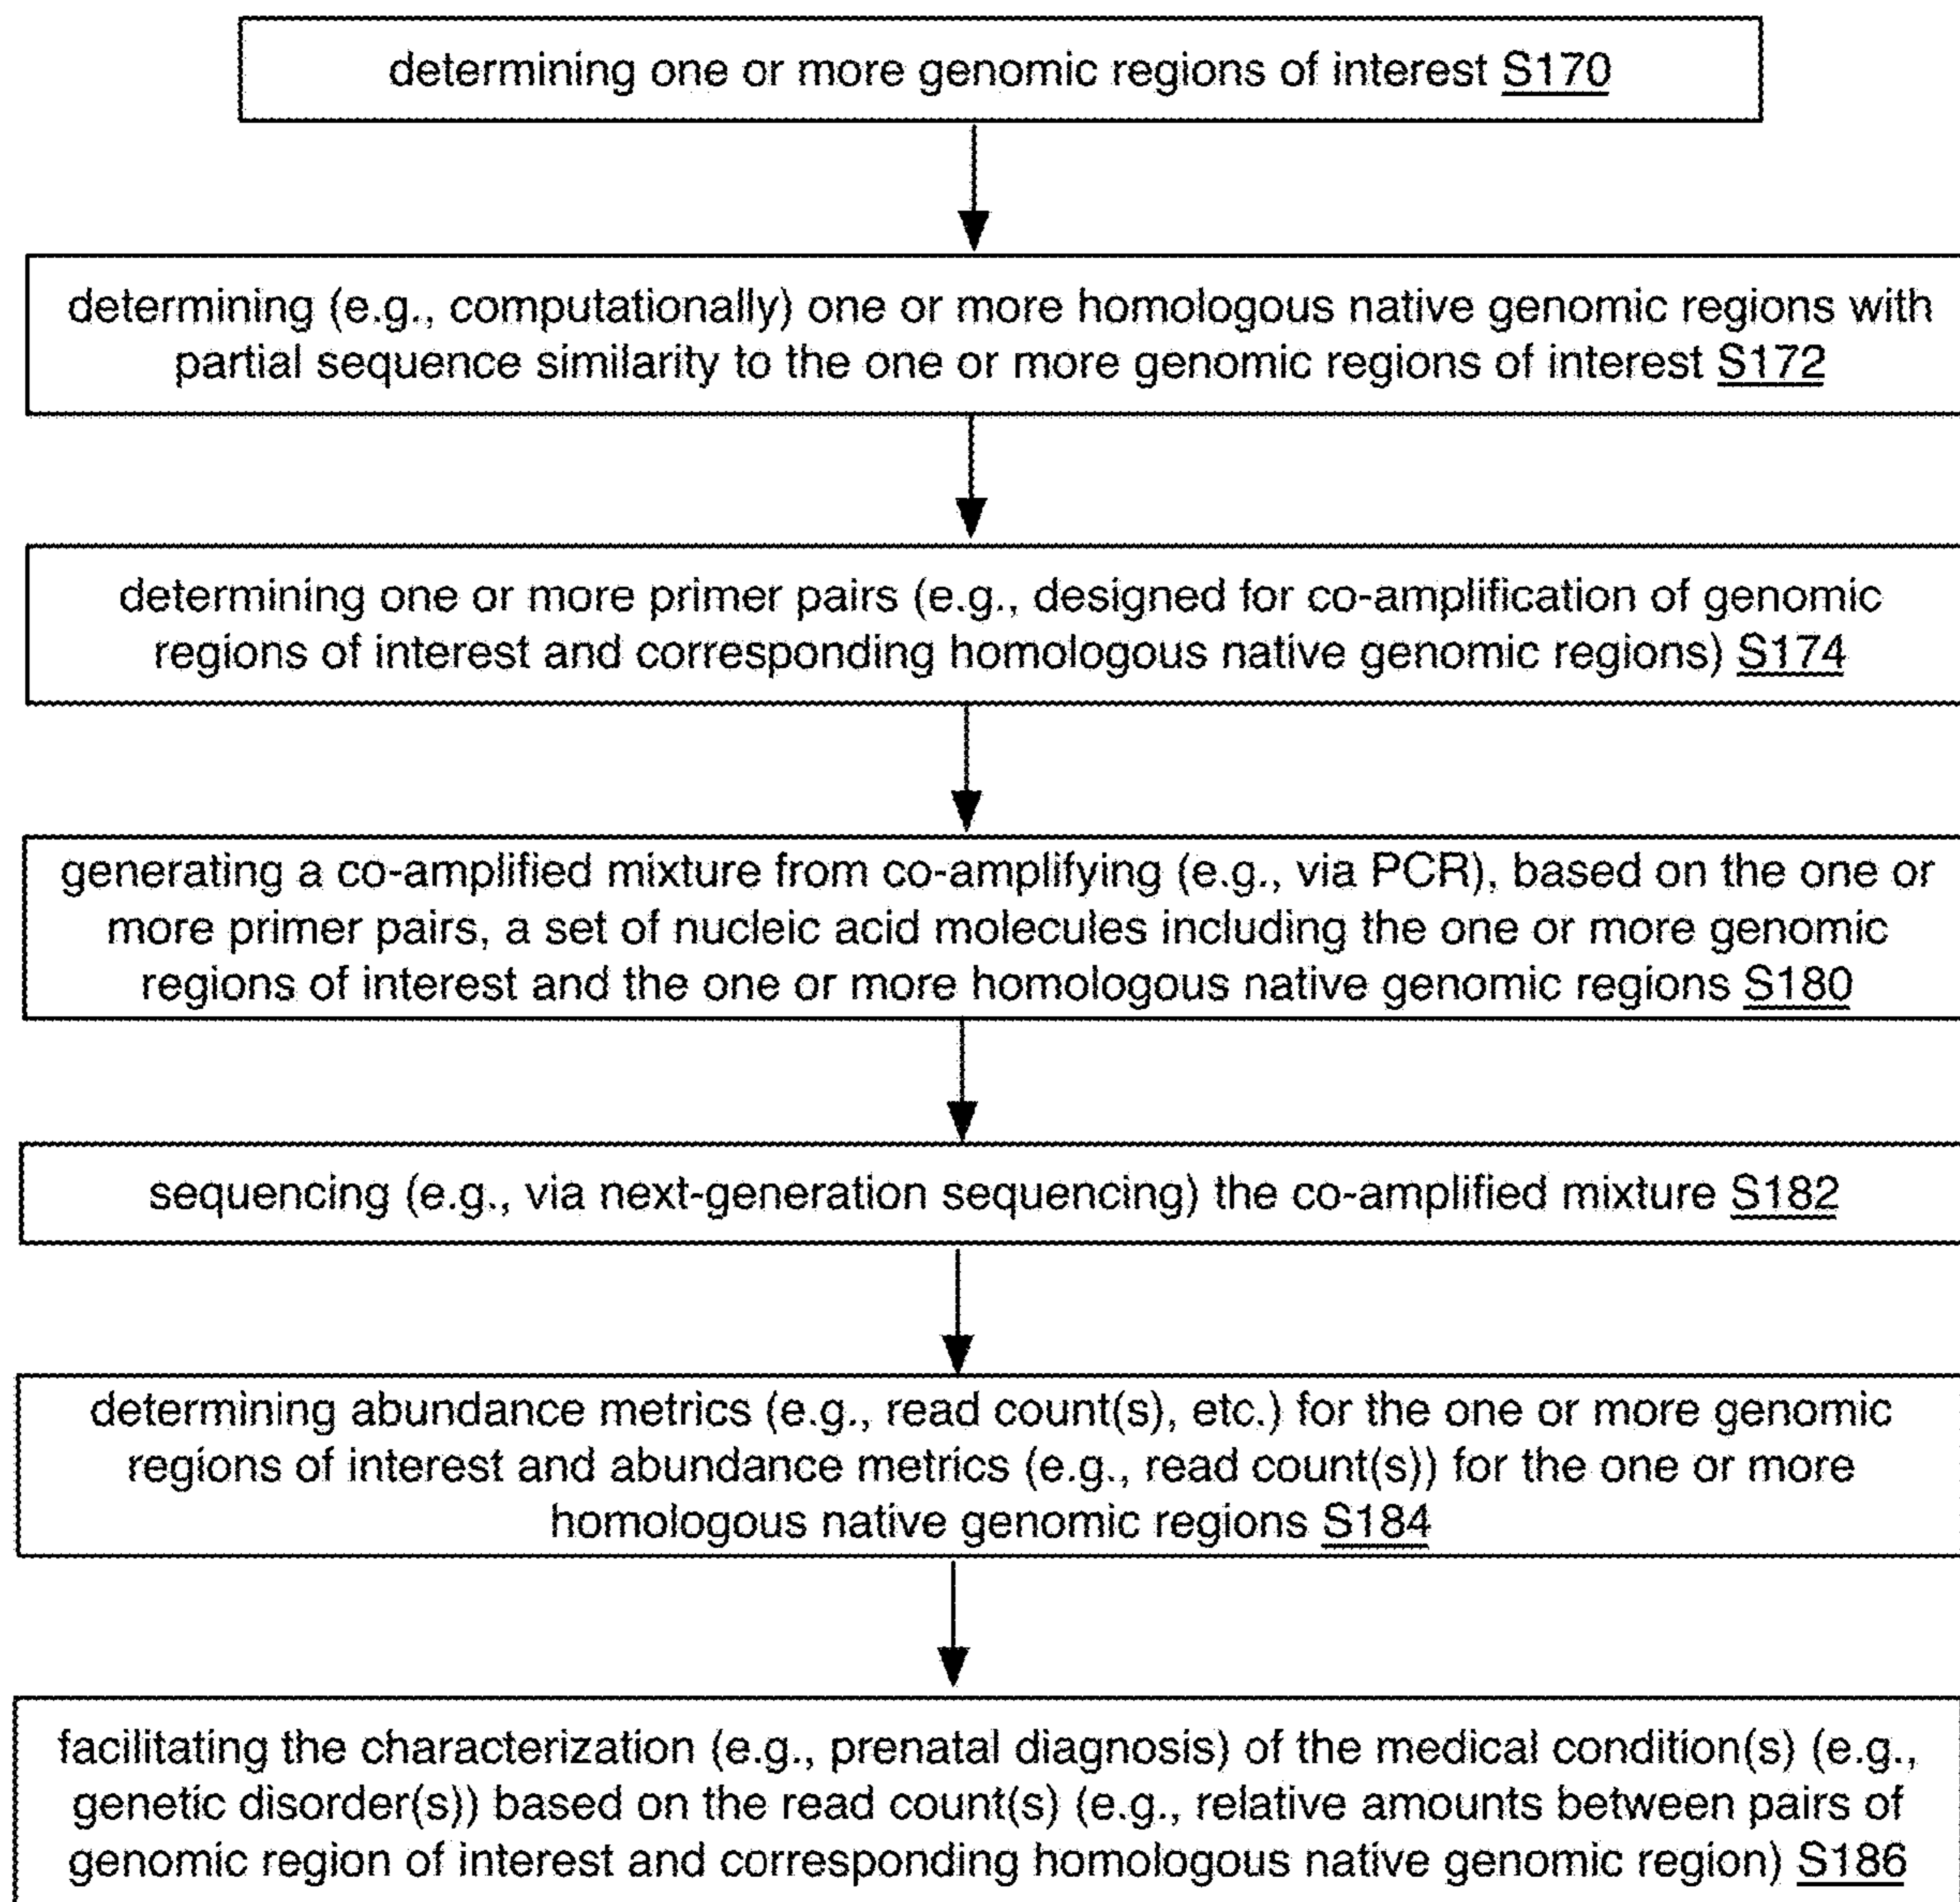 determining one or more genomic regions of interest S170
determining (e.g., computationally) one or more homologous native genomic regions with
partial sequence similarity to the one or more genomic regions of interest S172
determining one or more primer pairs (e.g., designed for co-amplification of genomic
regions of interest and corresponding homologous native genomic regions) S174
generating a co-amplified mixture from co-amplifying (e.g., via PCR), based on the one or
more primer pairs, a set of nucleic acid molecules including the one or more genomic
regions of interest and the one or more homologous native genomic regions S180
sequencing (e.g., via next-generation sequencing) the co-amplified mixture S182
determining abundance metrics (e.g., read count(s), etc.) for the one or more genomic
regions of interest and abundance metrics (e.g., read count(s)) for the one or more
homologous native genomic regions S184
facilitating the characterization (e.g., prenatal diagnosis) of the medical condition(s) (e.g.,
genetic disorder(s)) based on the read count(s) (e.g., relative amounts between pairs of
genomic region of interest and corresponding homologous native genomic region) S186